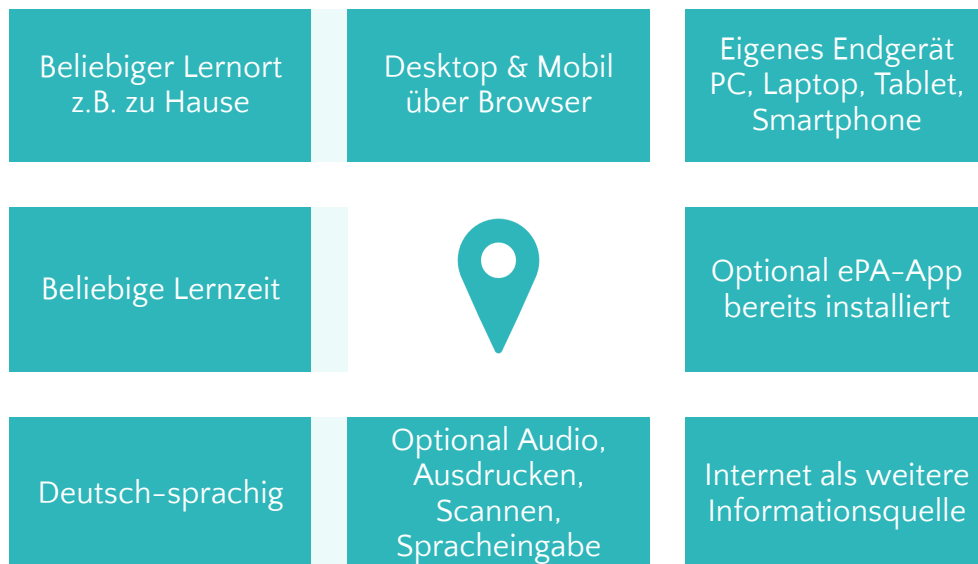 Beliebiger Lernort
z.B. zu Hause
Desktop & Mobil
über Browser
Eigenes Endgerät
PC, Laptop, Tablet,
Smartphone
Beliebige Lernzeit
Optional ePA-App
bereits installiert
Deutsch-sprachig
Optional Audio,
Ausdrucken,
Scannen,
Spracheingabe
Internet als weitere
Informationsquelle